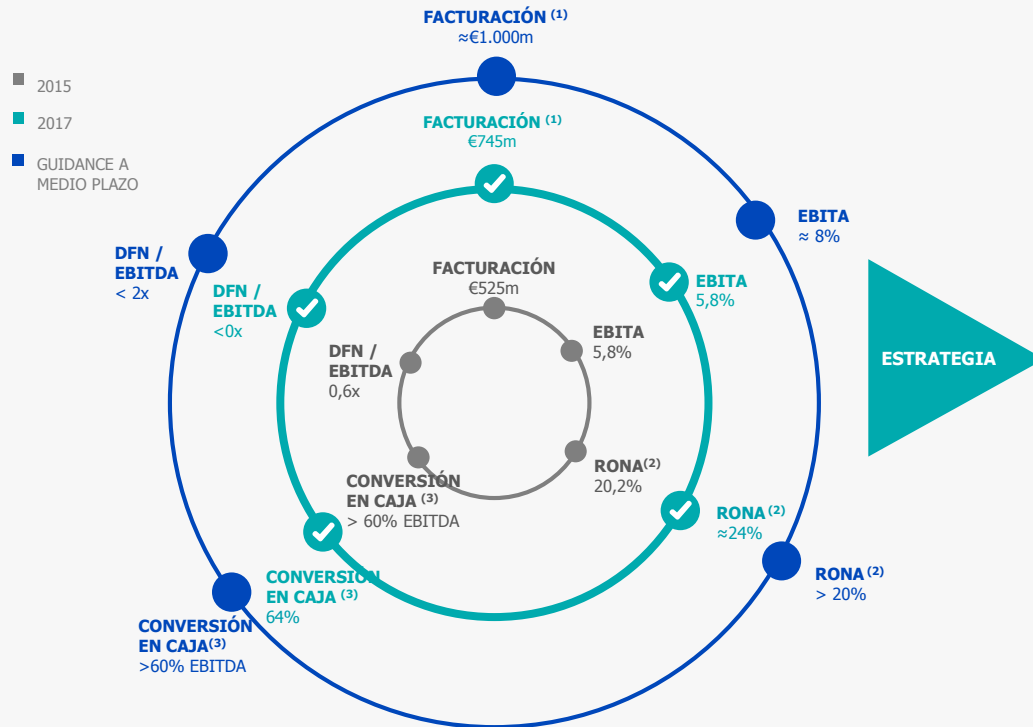 FACTURACIÓN (1)
≈€1.000m
2015
2017
GUIDANCE A
MEDIO PLAZO
FACTURACIÓN (1)
€745m
EBITA
≈ 8%
DFN /
EBITDA
< 2x
DFN /
EBITDA
<0x
EBITA
5,8%
FACTURACIÓN
€525m
EBITA
5,8%
DFN /
EBITDA
0,6x
RONA(2)
20,2%
CONVERSIÓN
EN CAJA (3)
> 60% EBITDA
ESTRATEGIA
RONA (2)
≈24%
CONVERSIÓN
EN CAJA (3)
64%
RONA (2)
> 20%
CONVERSIÓN
EN CAJA(3)
>60% EBITDA